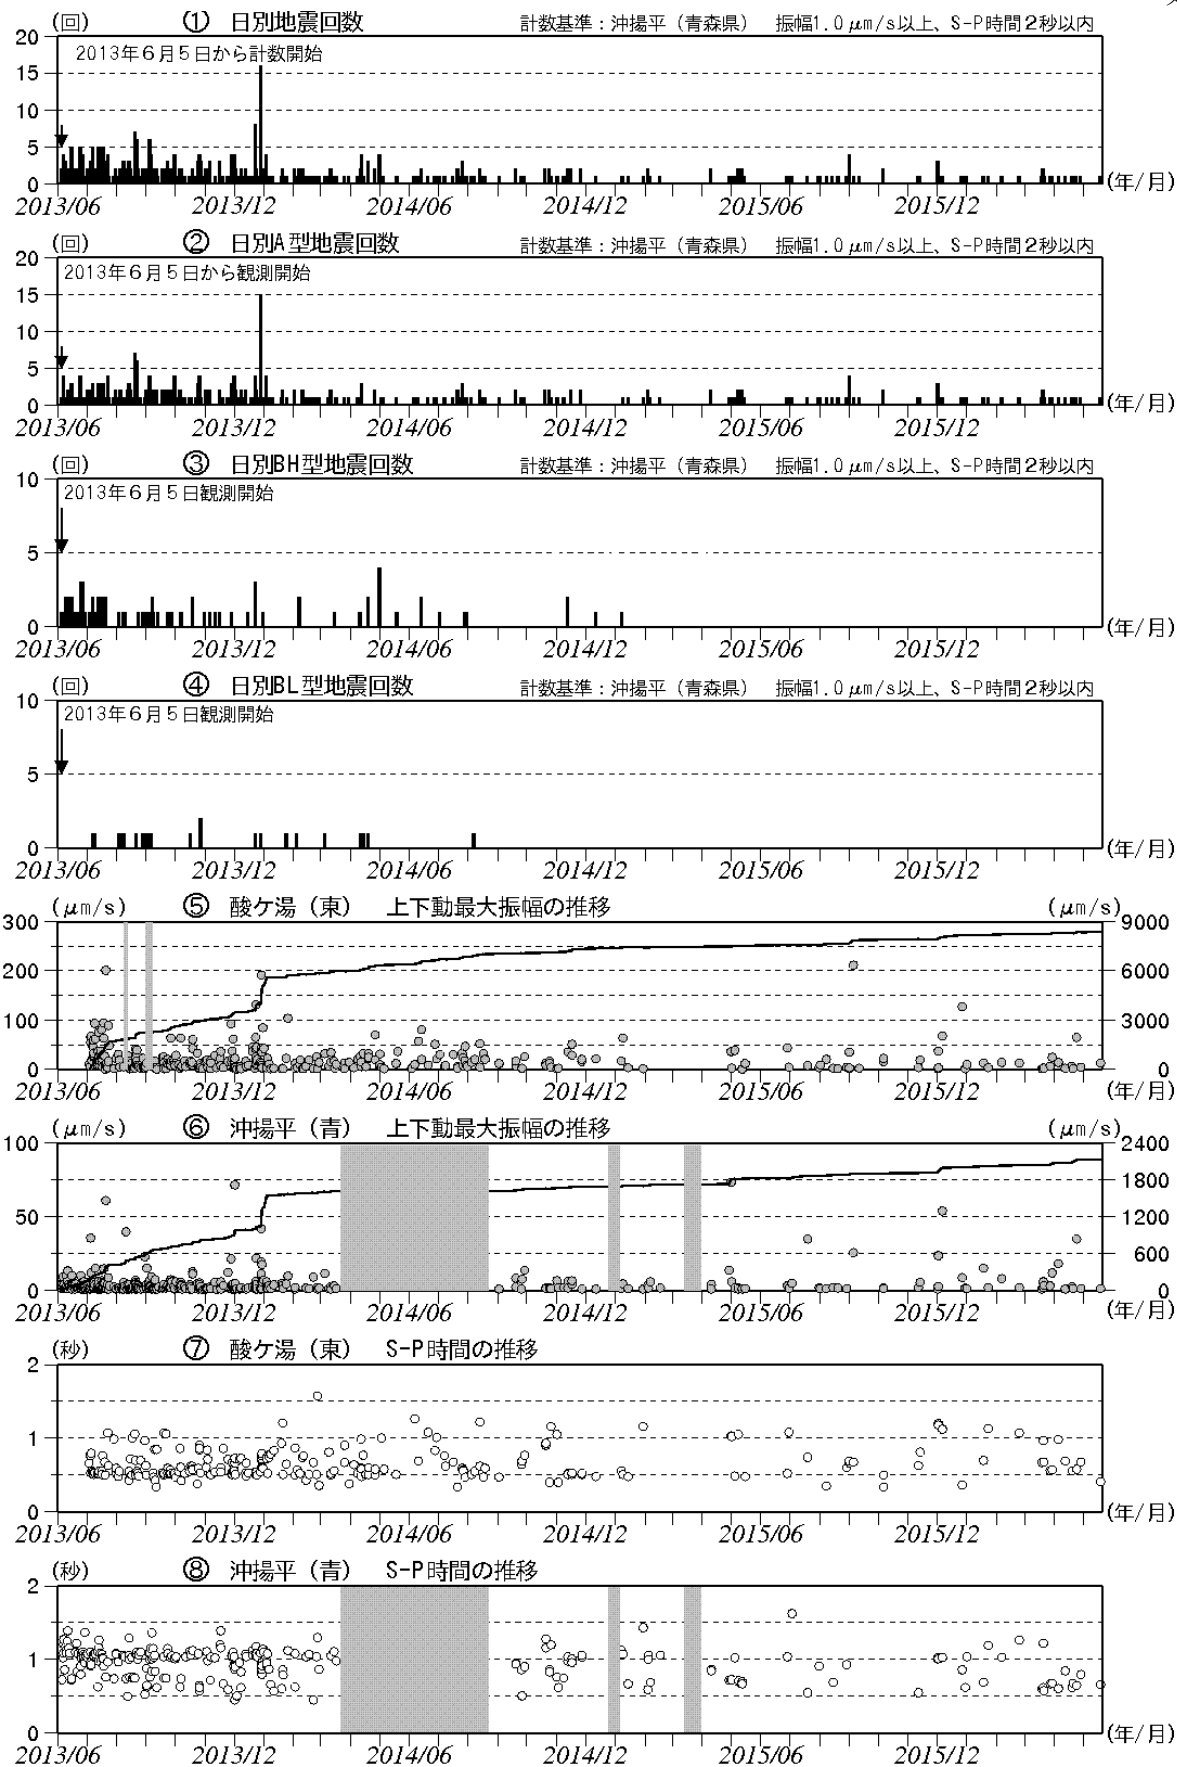 (回) ① 日別地震回数 計数基準：沖揚平（青森県） 振幅1.0μm/s以上、S-P時間2秒以内
20
2013年6月5日から計数開始
15
10
5
0
(年/月)
2013/06 2013/12 2014/06 2014/12 2015/06 2015/12
(回) ② 日別A型地震回数 計数基準：沖揚平（青森県） 振幅1.0μm/s以上、S-P時間2秒以内
20
2013年6月5日から観測開始
15
10
5
0
(年/月)
2013/06 2013/12 2014/06 2014/12 2015/06 2015/12
(回) ③ 日別BH型地震回数 計数基準：沖揚平（青森県） 振幅1.0μm/s以上、S-P時間2秒以内
10
2013年6月5日観測開始
5
0
(年/月)
2013/06 2013/12 2014/06 2014/12 2015/06 2015/12
(回) ④ 日別BL型地震回数 計数基準：沖揚平（青森県） 振幅1.0μm/s以上、S-P時間2秒以内
10
2013年6月5日観測開始
5
0
(年/月)
2013/06 2013/12 2014/06 2014/12 2015/06 2015/12
(μm/s) ⑤ 酸ケ湯（東） 上下動最大振幅の推移 (μm/s)
300 9000
200 6000
100 3000
0 0
(年/月)
2013/06 2013/12 2014/06 2014/12 2015/06 2015/12
(μm/s) ⑥ 沖揚平（青） 上下動最大振幅の推移 (μm/s)
100 2400
1800
50 1200
600
0 0
(年/月)
2013/06 2013/12 2014/06 2014/12 2015/06 2015/12
(秒) ⑦ 酸ケ湯（東） S-P時間の推移
2
1
0
(年/月)
2013/06 2013/12 2014/06 2014/12 2015/06 2015/12
(秒) ⑧ 沖揚平（青） S-P時間の推移
2
1
0
(年/月)
2013/06 2013/12 2014/06 2014/12 2015/06 2015/12